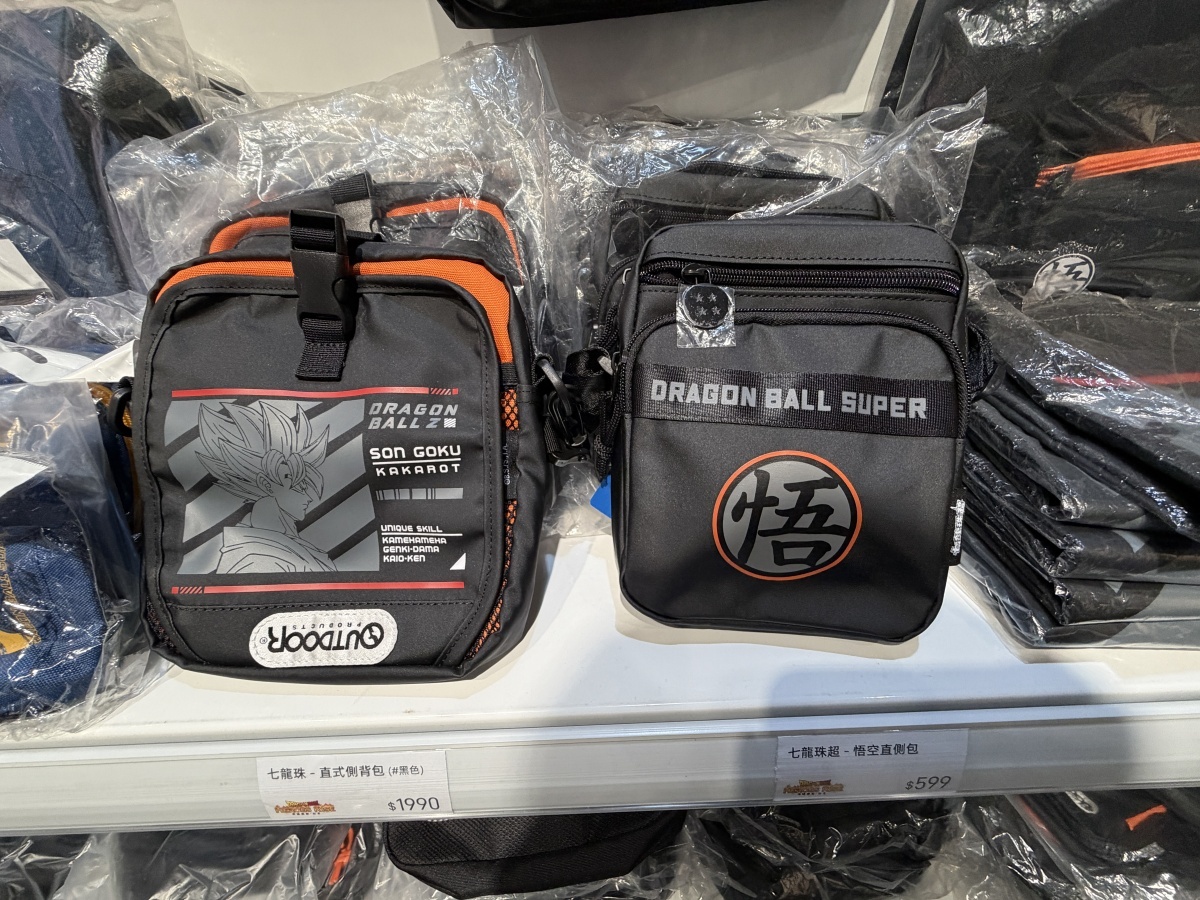 DRAGON
BALL Z
SON GOKU
KAKAROT
UNIQUE SKILL
KAMEHAMEHA
GENKI-DAMA
KAIO-KEN
OUTDOOR®
PRODUCTS
DRAGON BALL SUPER
悟
悟
七龍珠 - 直式側背包 (#黑色)
$1990
七龍珠超 - 悟空直側包
$599